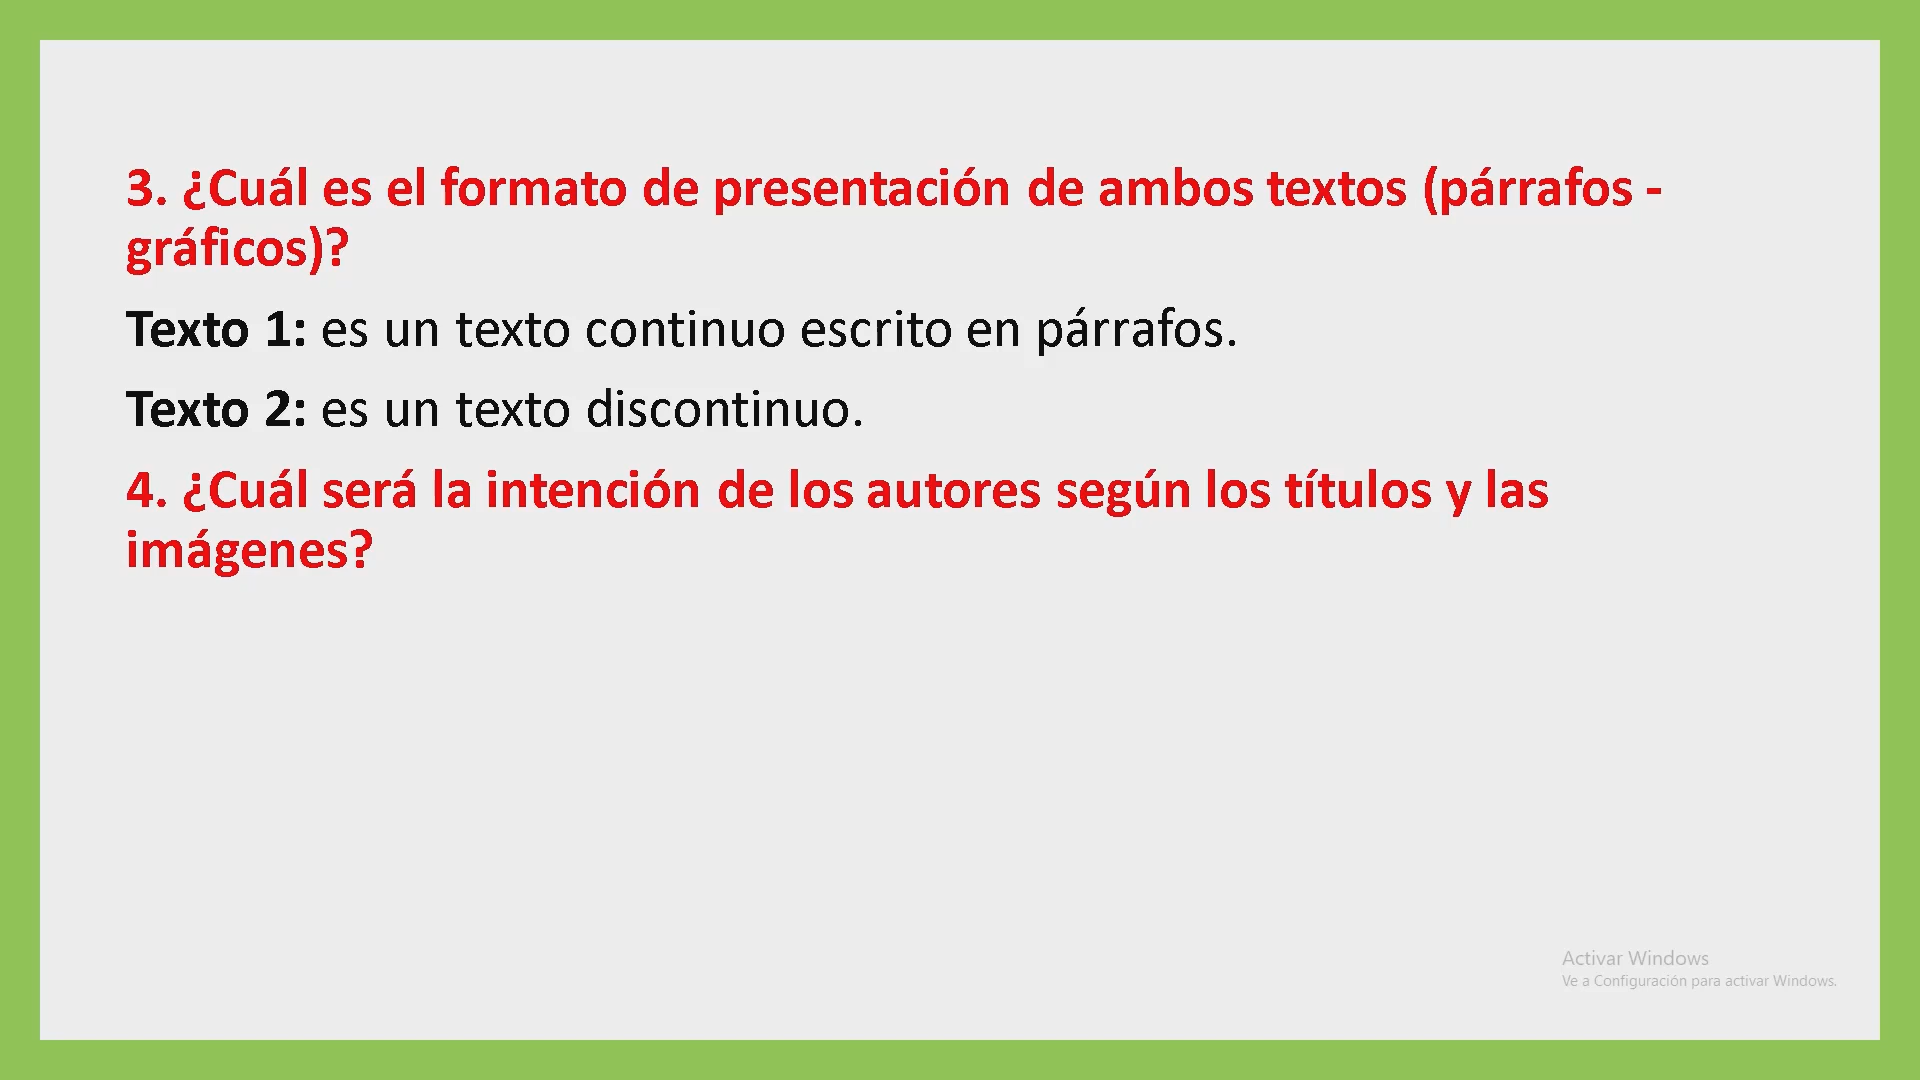 3. ¿Cuál es el formato de presentación de ambos textos (párrafos -
gráficos)?
Texto 1: es un texto continuo escrito en párrafos.
Texto 2: es un texto discontinuo.
4. ¿Cuál será la intención de los autores según los títulos y las
imágenes?
Activar Windows
Ve a Configuración para activar Windows.